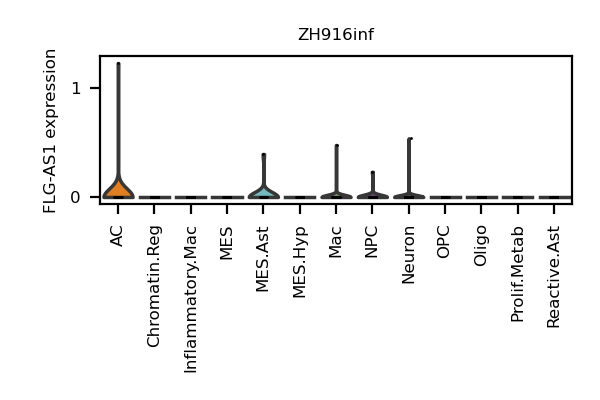 ZH916inf
FLG-AS1 expression
1
0
AC
Chromatin.Reg
Inflammatory.Mac
MES
MES.Ast
MES.Hyp
Mac
NPC
Neuron
OPC
Oligo
Prolif.Metab
Reactive.Ast